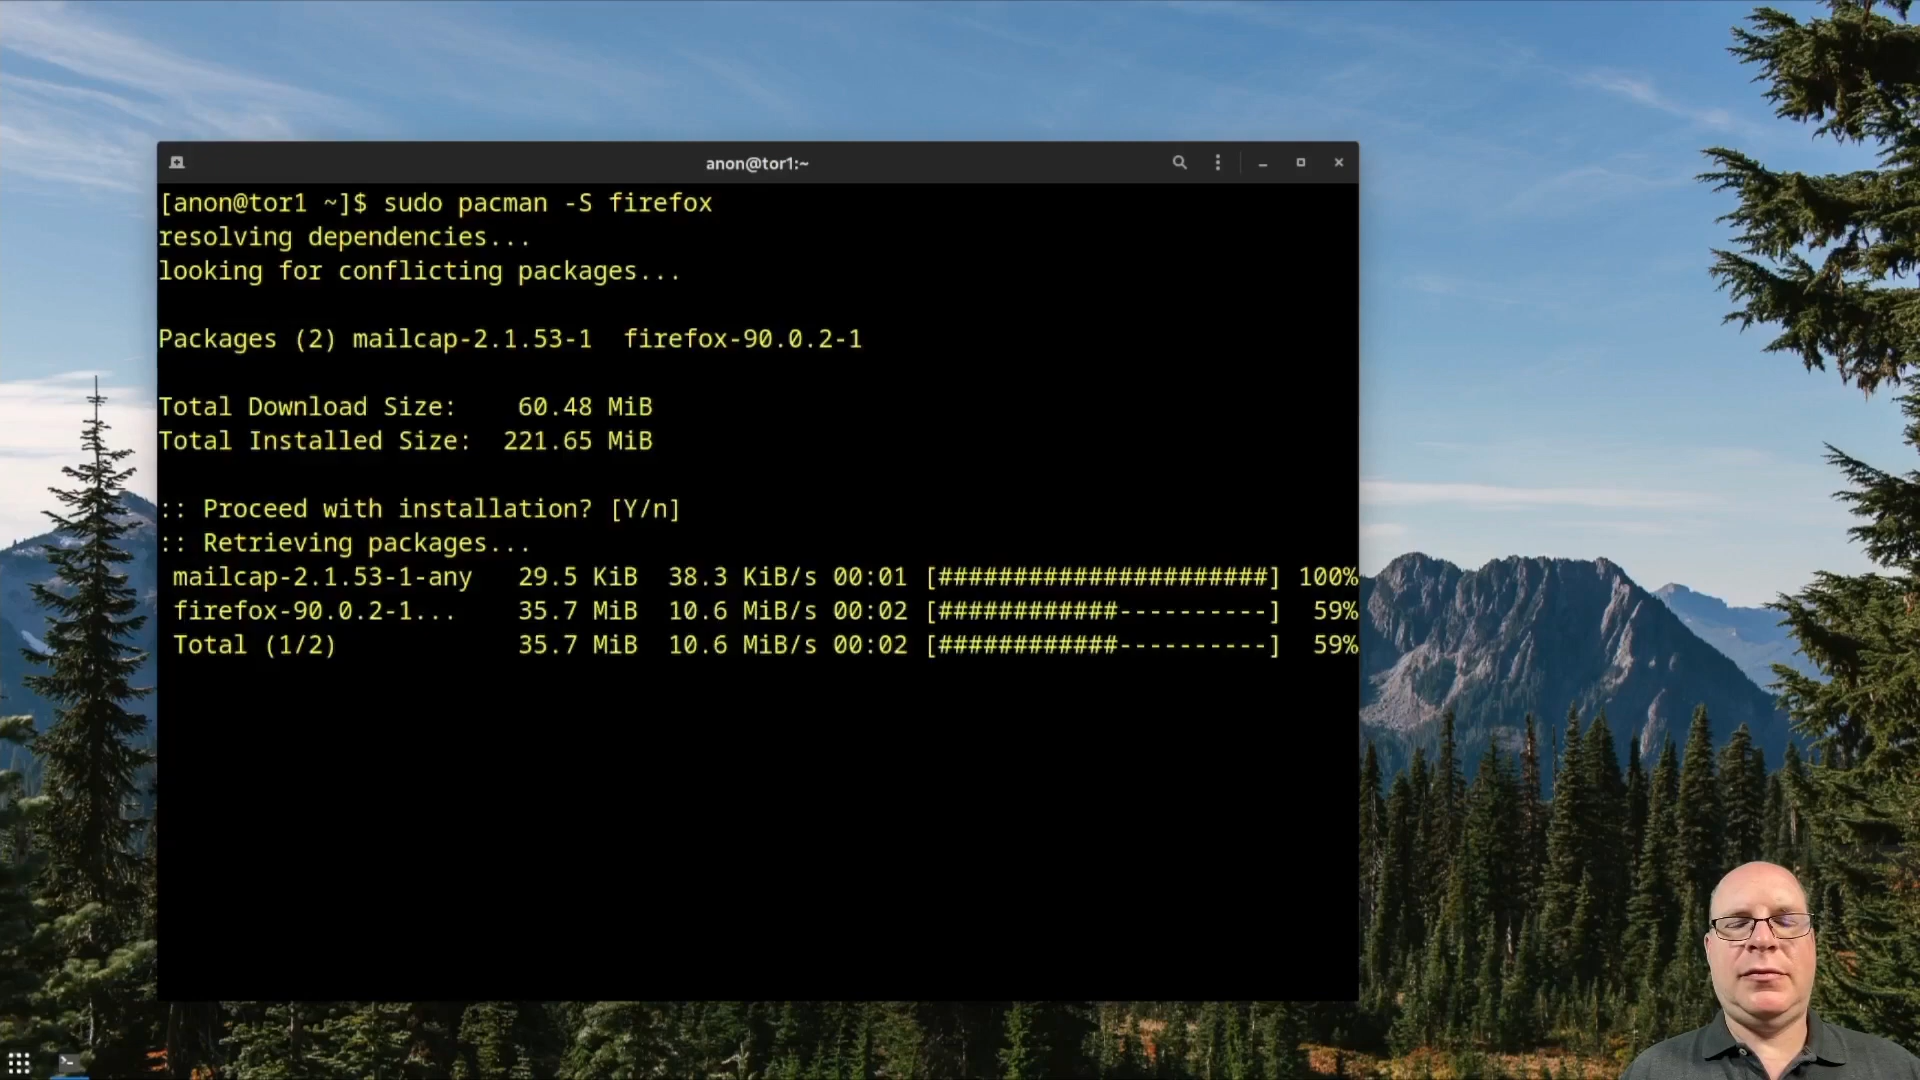 anon@tor1:~
[anon@tor1 ~]$ sudo pacman -S firefox
resolving dependencies...
looking for conflicting packages...
Packages (2) mailcap-2.1.53-1  firefox-90.0.2-1
Total Download Size:    60.48 MiB
Total Installed Size:  221.65 MiB
:: Proceed with installation? [Y/n]
:: Retrieving packages...
mailcap-2.1.53-1-any   29.5 KiB  38.3 KiB/s 00:01 [######################] 100%
firefox-90.0.2-1...    35.7 MiB  10.6 MiB/s 00:02 [############----------]  59%
Total (1/2)            35.7 MiB  10.6 MiB/s 00:02 [############----------]  59%